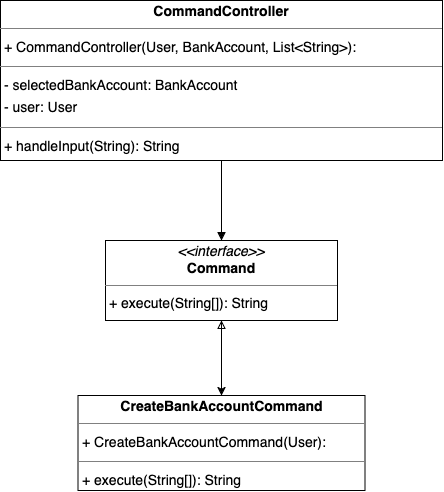 CommandController
+ CommandController(User, BankAccount, List<String>):
- selectedBankAccount: BankAccount
- user: User
+ handleInput(String): String
<<interface>>
Command
+ execute(String[]): String
CreateBankAccountCommand
+ CreateBankAccountCommand(User):
+ execute(String[]): String